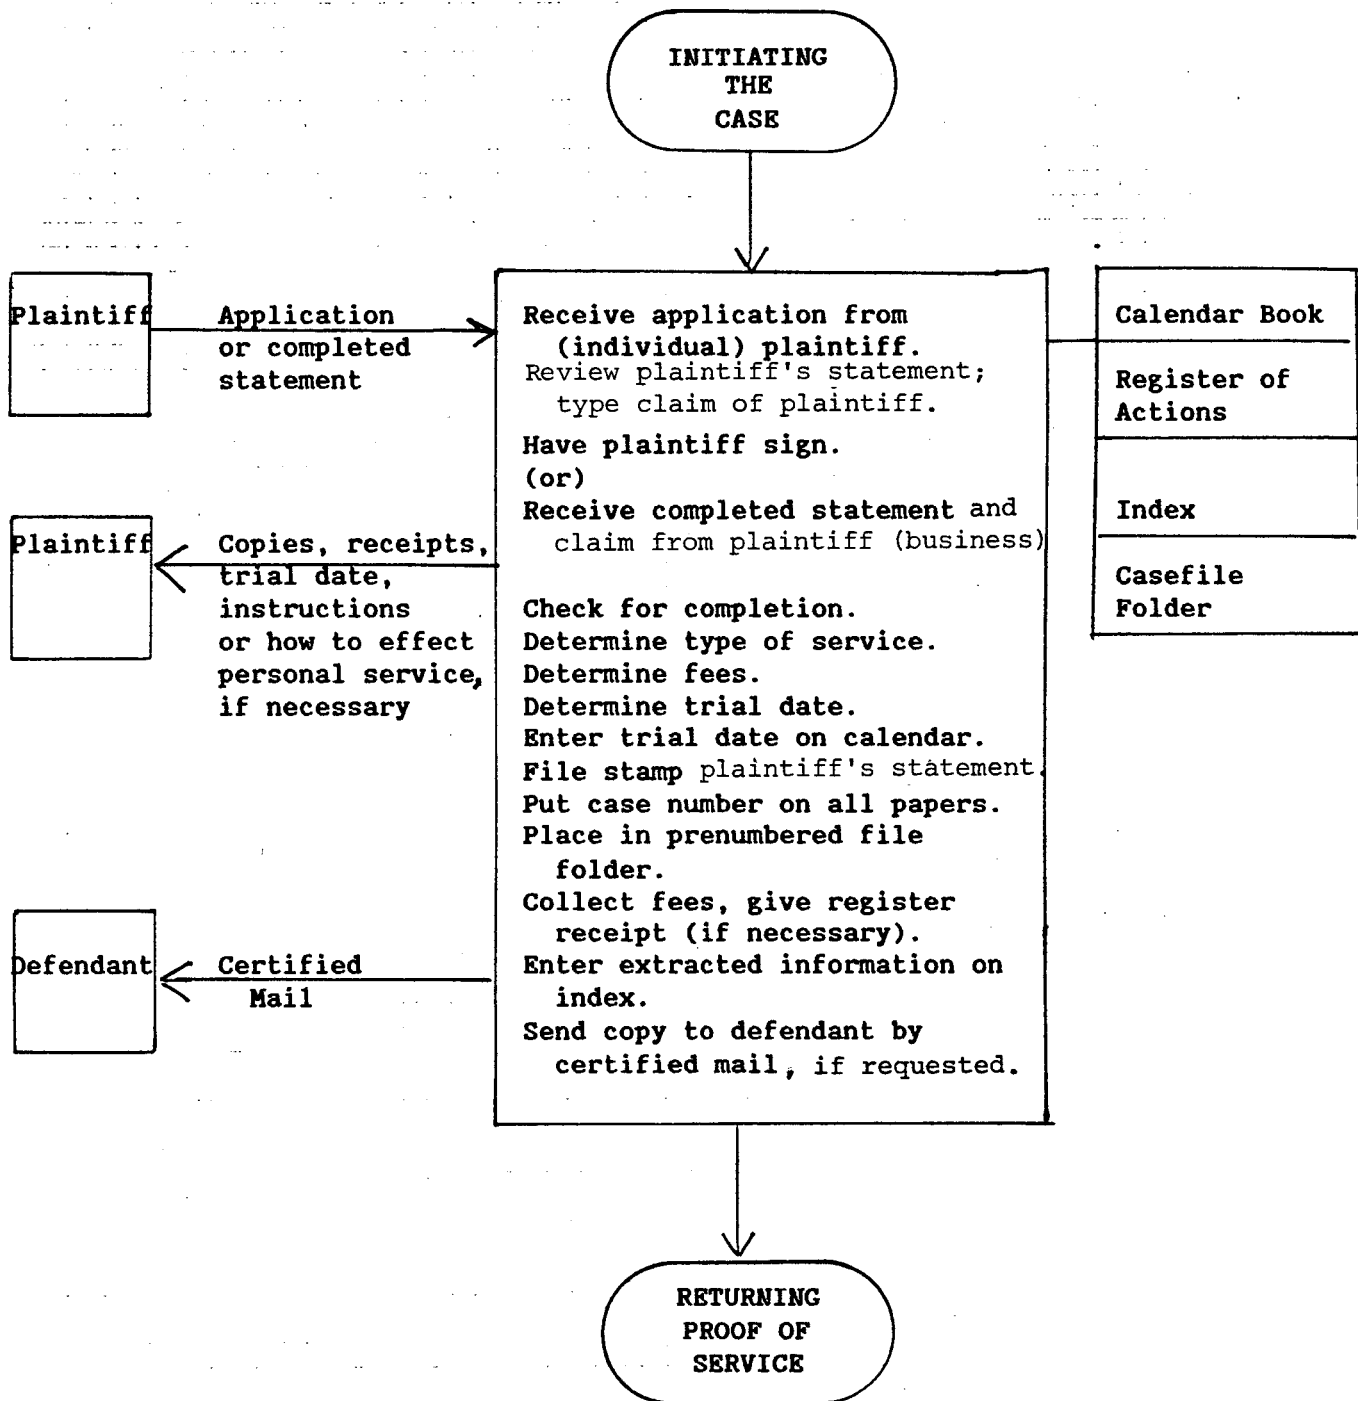 INITIATING
THE
CASE
Plaintiff
Application
or completed
statement
Plaintiff
Copies, receipts,
trial date,
instructions
or how to effect
personal service,
if necessary
Defendant
Certified
Mail
Receive application from
(individual) plaintiff.
Review plaintiff's statement;
type claim of plaintiff.
Have plaintiff sign.
(or)
Receive completed statement and
claim from plaintiff (business)
Check for completion.
Determine type of service.
Determine fees.
Determine trial date.
Enter trial date on calendar.
File stamp plaintiff's statement.
Put case number on all papers.
Place in prenumbered file
folder.
Collect fees, give register
receipt (if necessary).
Enter extracted information on
index.
Send copy to defendant by
certified mail, if requested.
Calendar Book
Register of
Actions
Index
Casefile
Folder
RETURNING
PROOF OF
SERVICE